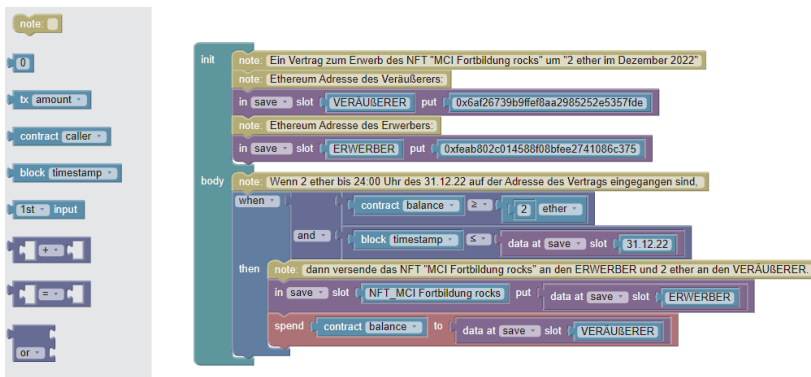 note:
0
tx amount
contract caller
block timestamp
1st input
+
=
or
init
note: Ein Vertrag zum Erwerb des NFT "MCI Fortbildung rocks" um "2 ether im Dezember 2022"
note: Ethereum Adresse des Veräußerers:
in save slot VERÄUßERER put 0x6af26739b9ffef8aa2985252e5357fde
note: Ethereum Adresse des Erwerbers:
in save slot ERWERBER put 0xfeab802c014588f08bfee2741086c375
body note: Wenn 2 ether bis 24:00 Uhr des 31.12.22 auf der Adresse des Vertrags eingegangen sind,
when contract balance ≥ 2 ether
and block timestamp ≤ data at save slot 31.12.22
then note: dann versende das NFT "MCI Fortbildung rocks" an den ERWERBER und 2 ether an den VERÄUßERER.
in save slot NFT_MCI Fortbildung rocks put data at save slot ERWERBER
spend contract balance to data at save slot VERÄUßERER